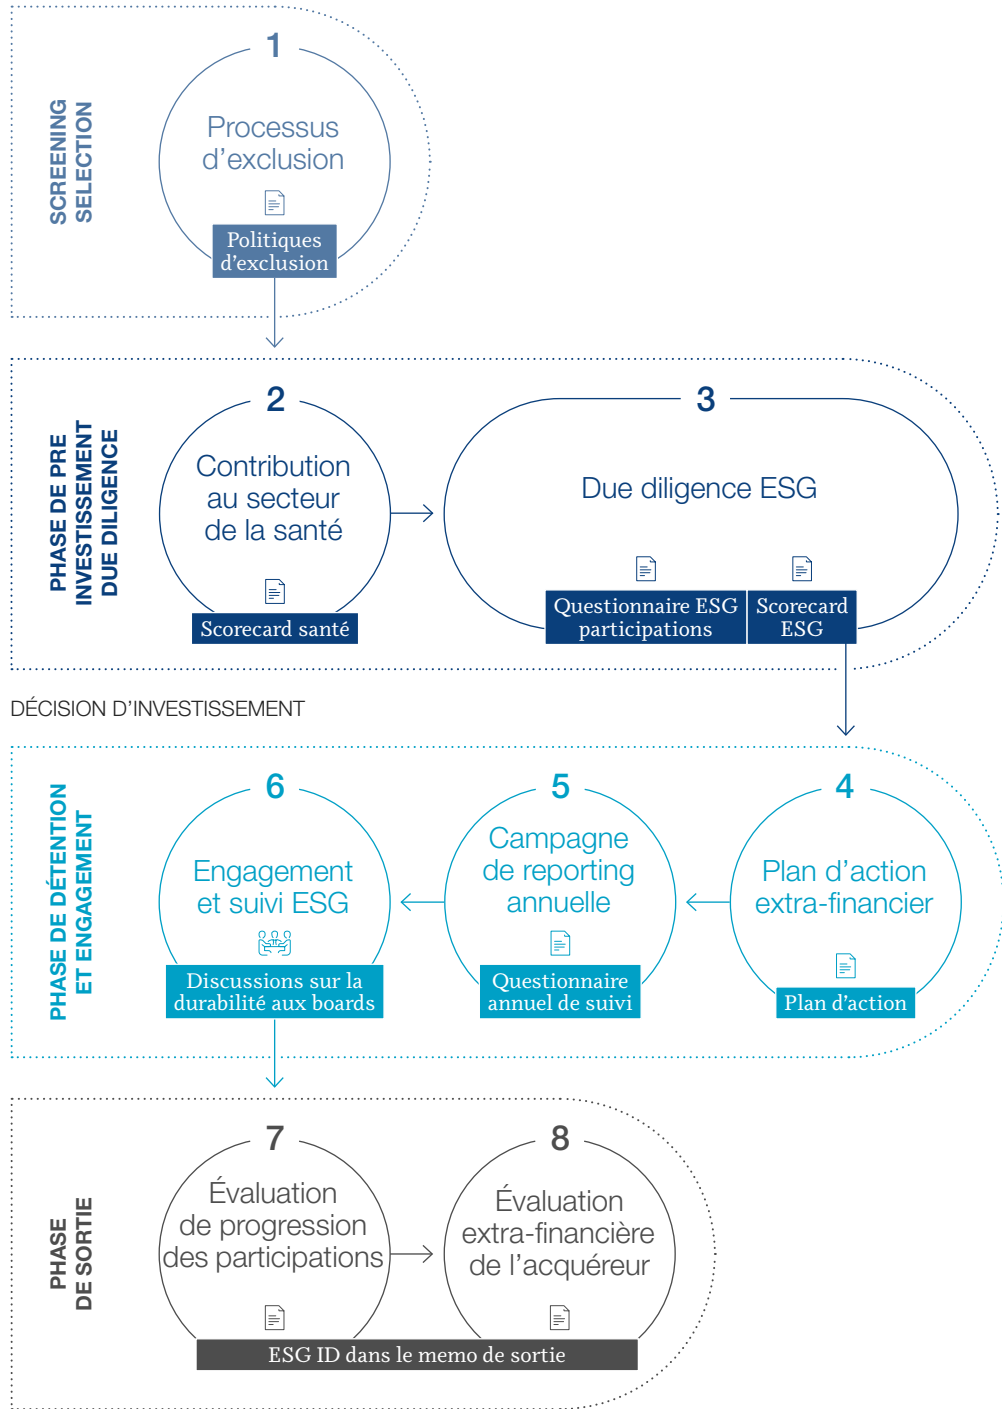 SCREENING
SELECTION
1
Processus
d'exclusion
Politiques
d'exclusion
PHASE DE PRE
INVESTISSEMENT
DUE DILIGENCE
2
Contribution
au secteur
de la santé
Scorecard santé
3
Due diligence ESG
Questionnaire ESG
participations
Scorecard
ESG
DÉCISION D'INVESTISSEMENT
PHASE DE DÉTENTION
ET ENGAGEMENT
6
Engagement
et suivi ESG
Discussions sur la
durabilité aux boards
5
Campagne
de reporting
annuelle
Questionnaire
annuel de suivi
4
Plan d'action
extra-financier
Plan d'action
PHASE
DE SORTIE
7
Évaluation
de progression
des participations
8
Évaluation
extra-financière
de l'acquéreur
ESG ID dans le memo de sortie